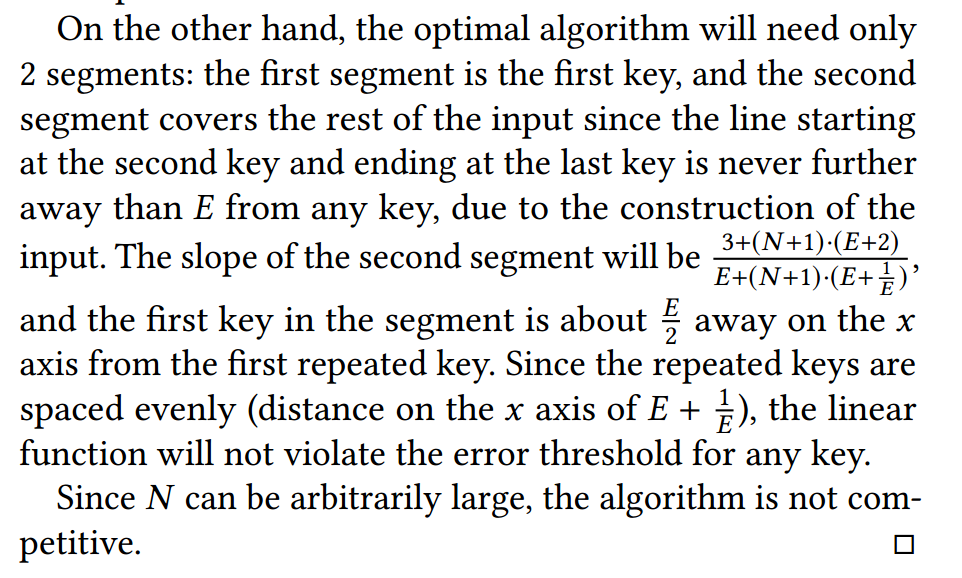 On the other hand, the optimal algorithm will need only
2 segments: the first segment is the first key, and the second
segment covers the rest of the input since the line starting
at the second key and ending at the last key is never further
away than E from any key, due to the construction of the
input. The slope of the second segment will be \frac{3+(N+1)\cdot(E+2)}{E+(N+1)\cdot(E+\frac{1}{E})},
and the first key in the segment is about \frac{E}{2} away on the x
axis from the first repeated key. Since the repeated keys are
spaced evenly (distance on the x axis of E + \frac{1}{E}), the linear
function will not violate the error threshold for any key.
Since N can be arbitrarily large, the algorithm is not com-
petitive. □